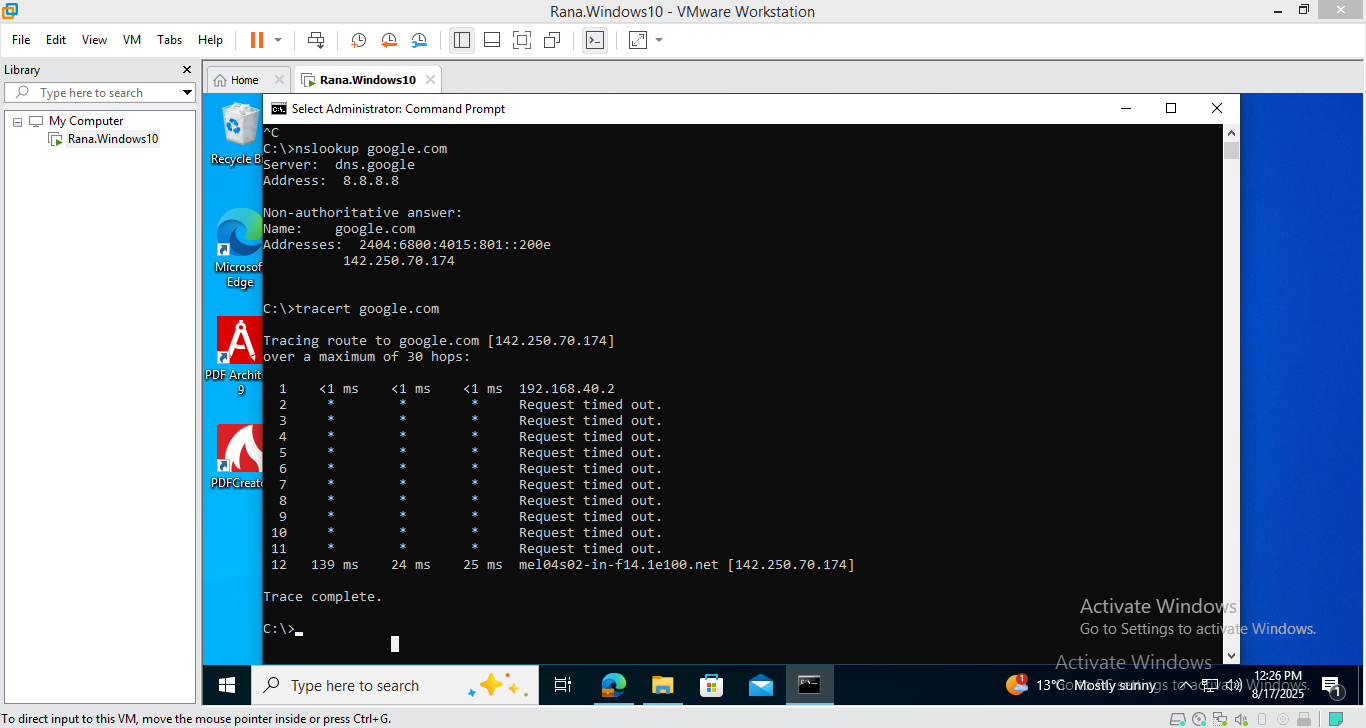 Rana.Windows10 - VMware Workstation
File Edit View VM Tabs Help
Library
Type here to search
My Computer
Rana.Windows10
Home
Rana.Windows10
Recycle B
Microsof
Edge
PDF Archit
9
PDFCreato
Select Administrator: Command Prompt
^C
C:\>nslookup google.com
Server:  dns.google
Address:  8.8.8.8
Non-authoritative answer:
Name:    google.com
Addresses:  2404:6800:4015:801::200e
142.250.70.174
C:\>tracert google.com
Tracing route to google.com [142.250.70.174]
over a maximum of 30 hops:
1    <1 ms    <1 ms    <1 ms  192.168.40.2
2     *        *        *     Request timed out.
3     *        *        *     Request timed out.
4     *        *        *     Request timed out.
5     *        *        *     Request timed out.
6     *        *        *     Request timed out.
7     *        *        *     Request timed out.
8     *        *        *     Request timed out.
9     *        *        *     Request timed out.
10     *        *        *     Request timed out.
11     *        *        *     Request timed out.
12   139 ms    24 ms    25 ms  mel04s02-in-f14.1e100.net [142.250.70.174]
Trace complete.
C:\>
Activate Windows
Go to Settings to activate Windows.
Activate Windows
Type here to search
1
13°C Mostly sunny
12:26 PM
8/17/2025
1
To direct input to this VM, move the mouse pointer inside or press Ctrl+G.